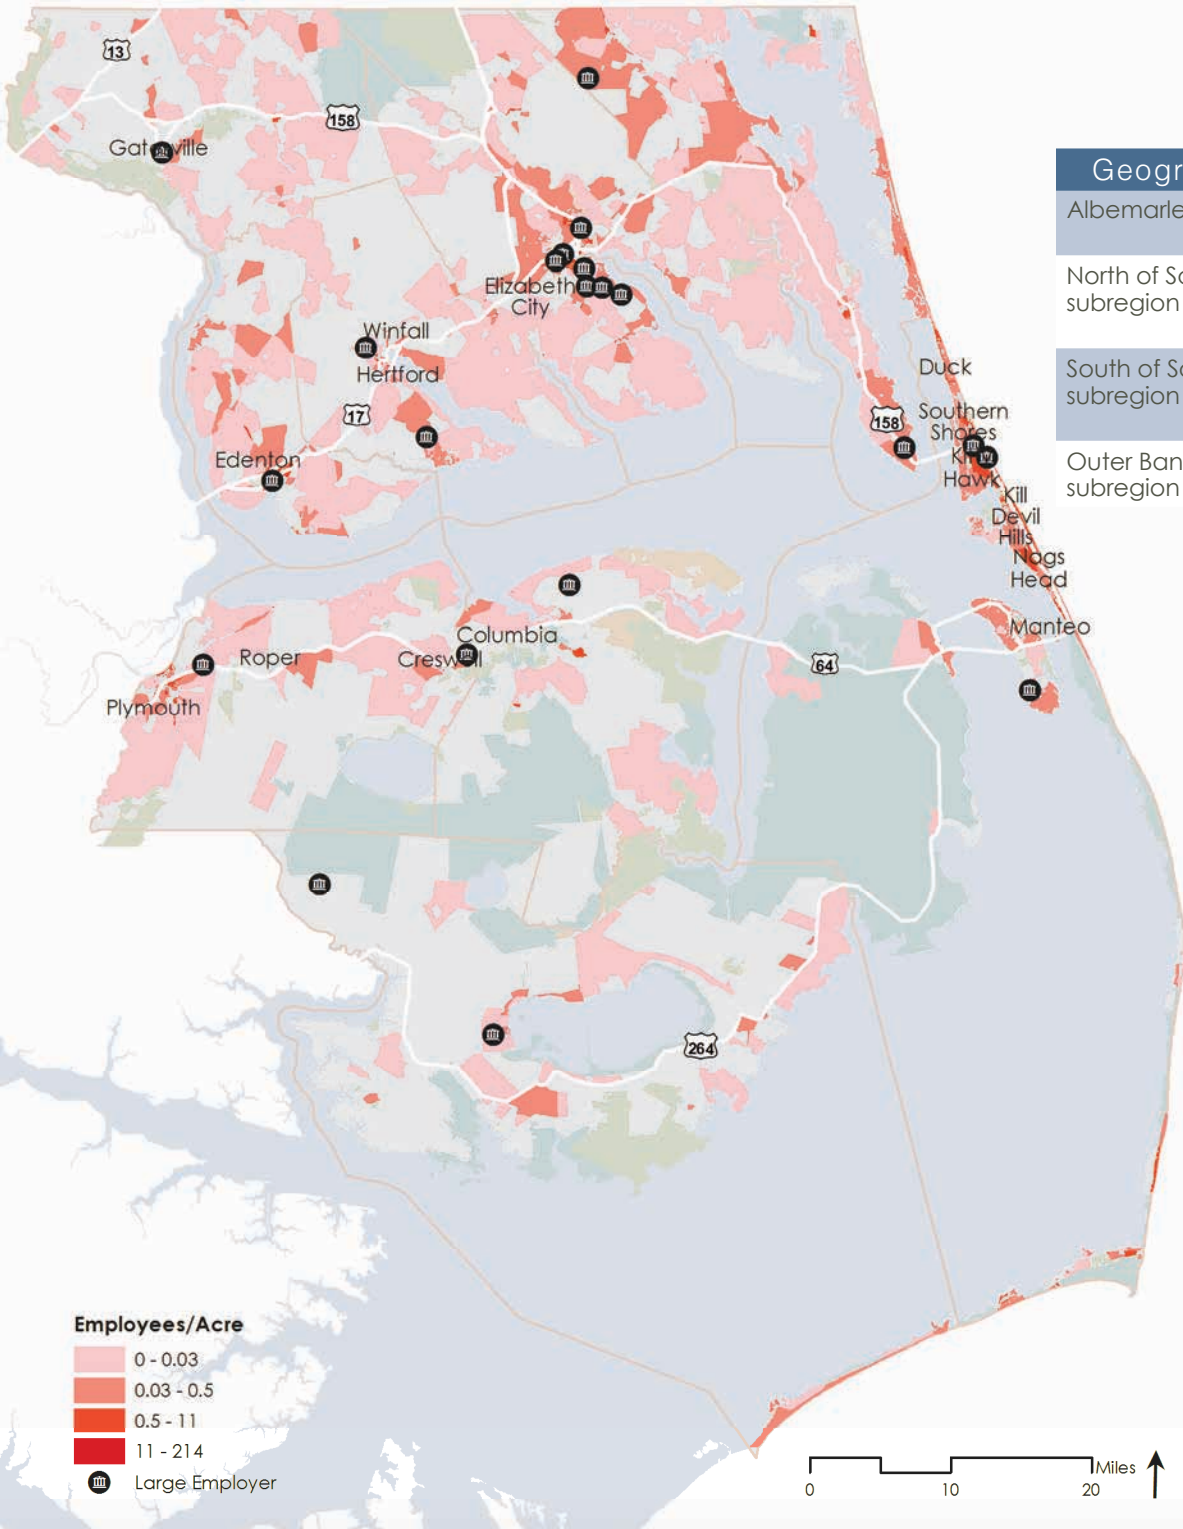 13
158
Gatesville
Geogr
Albemarle
North of So
subregion
South of So
subregion
Outer Ban
subregion
Elizabeth
City
Winfall
Hertford
17
Edenton
Duck
158
Southern
Shores
Hawk
Kill
Devil
Hills
Nags
Head
Columbia
Manteo
Roper
Creswell
64
Plymouth
264
Employees/Acre
0 - 0.03
0.03 - 0.5
0.5 - 11
11 - 214
Large Employer
Miles
0 10 20